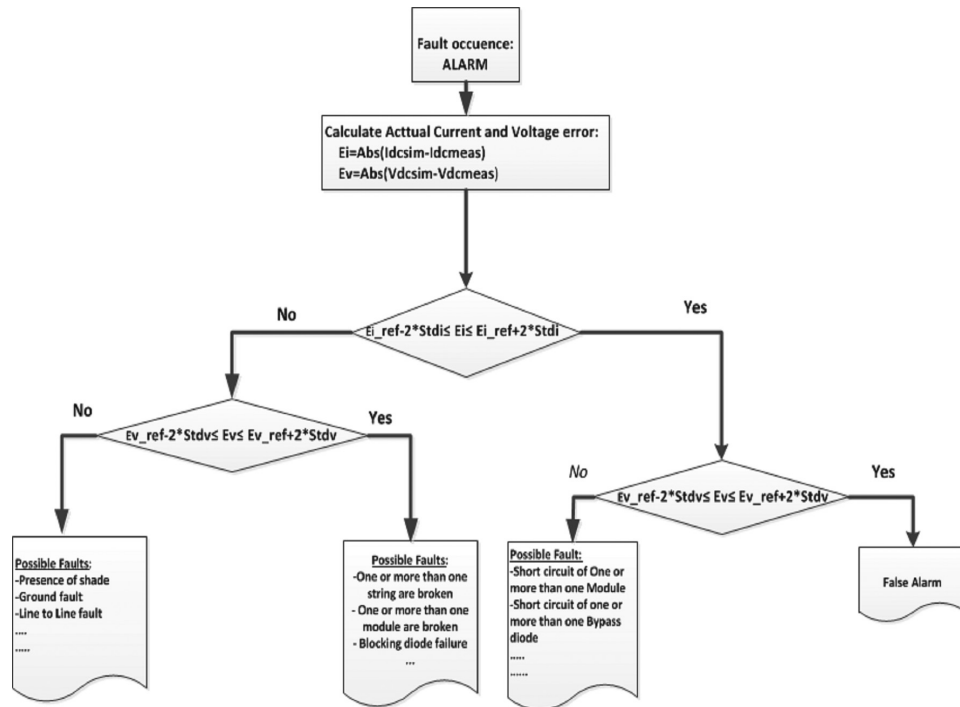 Fault occuence:
ALARM
Calculate Acttual Current and Voltage error:
Ei=Abs(Idcsim-Idcmeas)
Ev=Abs(Vdcsim-Vdcmeas)
No
Yes
Ei_ref-2*Stdi≤ Ei≤ Ei_ref+2*Stdi
No
Yes
Ev_ref-2*Stdv≤ Ev≤ Ev_ref+2*Stdv
No
Yes
Ev_ref-2*Stdv≤ Ev≤ Ev_ref+2*Stdv
Possible Faults:
-Presence of shade
-Ground fault
-Line to Line fault
....
.....
Possible Faults:
-One or more than one
string are broken
- One or more than one
module are broken
- Blocking diode failure
...
Possible Fault:
-Short circuit of One or
more than one Module
-Short circuit of one or
more than one Bypass
diode
.....
......
False Alarm